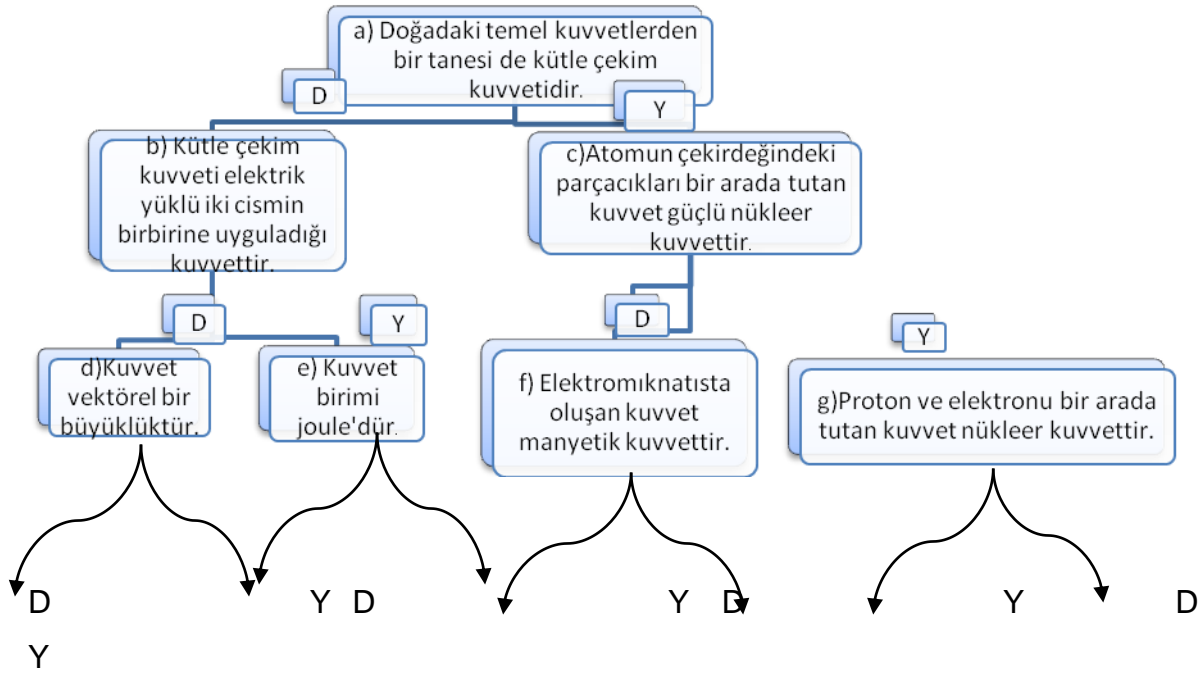 a) Doğadaki temel kuvvetlerden
bir tanesi de kütle çekim
kuvvetidir.
D
Y
b) Kütle çekim
kuvveti elektrik
yüklü iki cismin
birbirine uyguladığı
kuvvettir.
c)Atomun çekirdeğindeki
parçacıkları bir arada tutan
kuvvet güçlü nükleer
kuvvettir.
D
Y
D
Y
d)Kuvvet
vektörel bir
büyüklüktür.
e) Kuvvet
birimi
joule'dür.
f) Elektromıknatısta
oluşan kuvvet
manyetik kuvvettir.
g)Proton ve elektronu bir arada
tutan kuvvet nükleer kuvvettir.
D Y D Y D Y D
Y